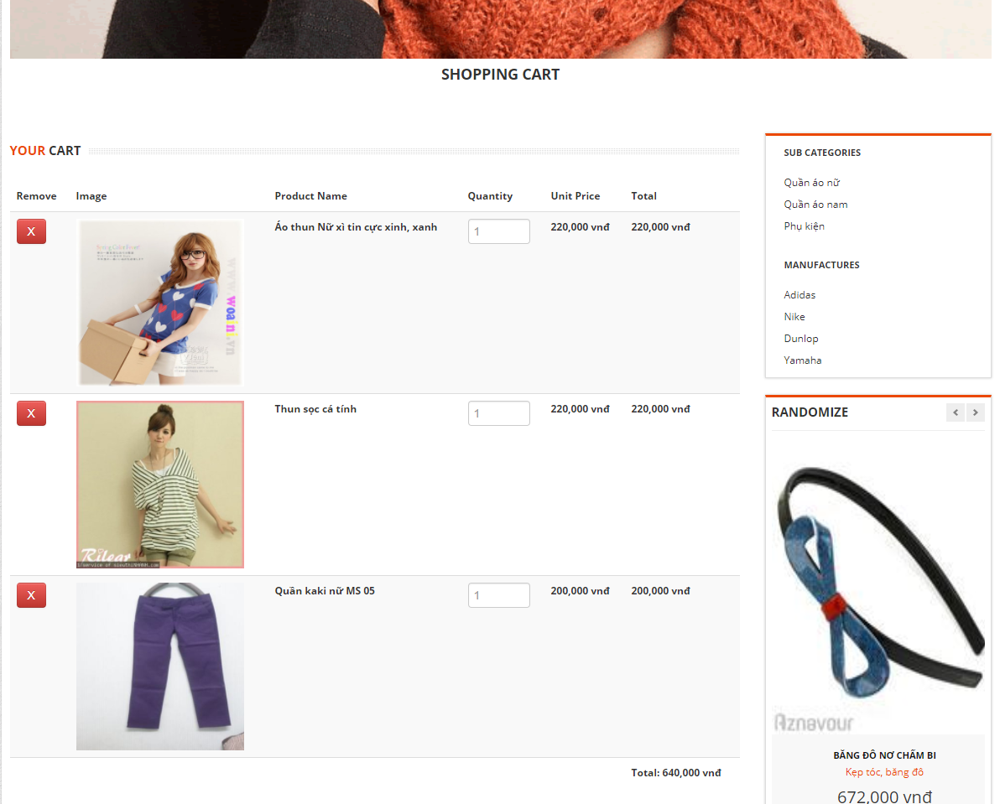 SHOPPING CART
YOUR CART
Remove Image Product Name Quantity Unit Price Total
X Áo thun Nữ xì tin cực xinh, xanh 1 220,000 vnđ 220,000 vnđ
www.woaini.vn
X Thun sọc cá tính 1 220,000 vnđ 220,000 vnđ
Rilear
X Quần kaki nữ MS 05 1 200,000 vnđ 200,000 vnđ
Total: 640,000 vnđ
SUB CATEGORIES
Quần áo nữ
Quần áo nam
Phụ kiện
MANUFACTURES
Adidas
Nike
Dunlop
Yamaha
RANDOMIZE
Aznavour
BĂNG ĐÔ NƠ CHẤM BI
Kẹp tóc, băng đô
672,000 vnđ